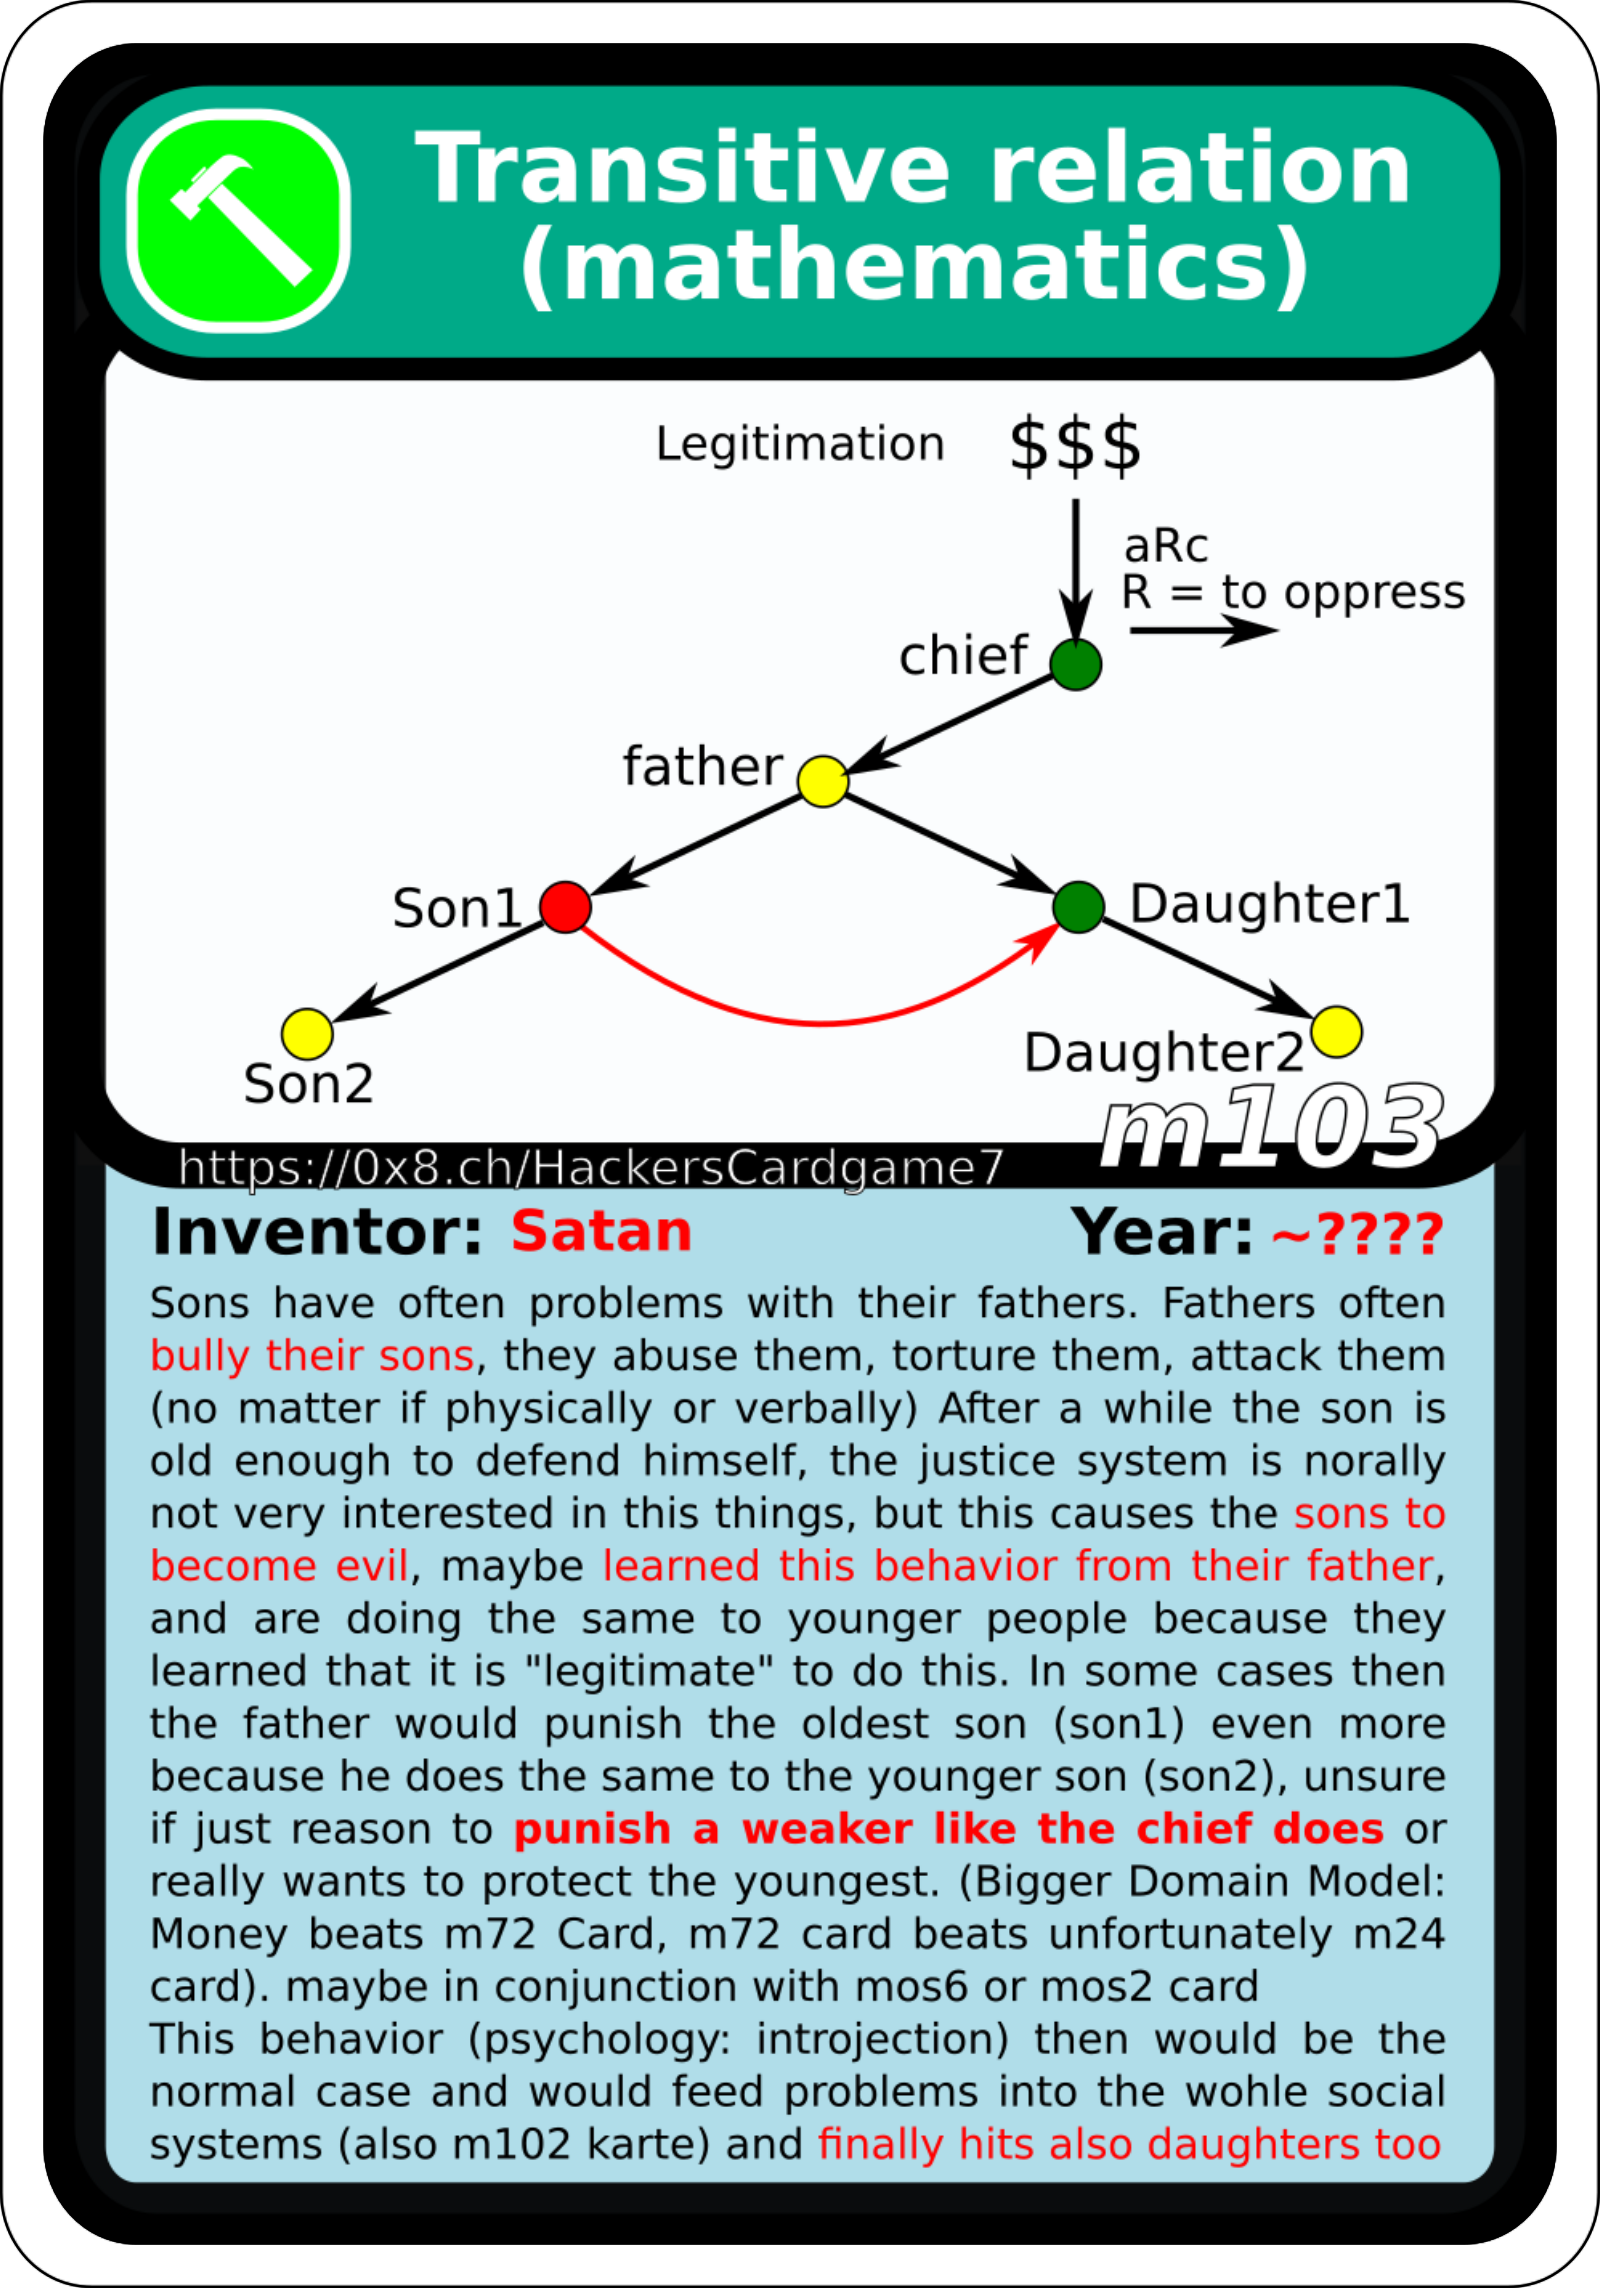 Transitive relation
(mathematics)
Legitimation $$$
aRc
R = to oppress
chief
father
Son1
Daughter1
Son2
Daughter2
m103
https://0x8.ch/HackersCardgame7
Inventor: Satan Year: ~????
Sons have often problems with their fathers. Fathers often
bully their sons, they abuse them, torture them, attack them
(no matter if physically or verbally) After a while the son is
old enough to defend himself, the justice system is norally
not very interested in this things, but this causes the sons to
become evil, maybe learned this behavior from their father,
and are doing the same to younger people because they
learned that it is "legitimate" to do this. In some cases then
the father would punish the oldest son (son1) even more
because he does the same to the younger son (son2), unsure
if just reason to punish a weaker like the chief does or
really wants to protect the youngest. (Bigger Domain Model:
Money beats m72 Card, m72 card beats unfortunately m24
card). maybe in conjunction with mos6 or mos2 card
This behavior (psychology: introjection) then would be the
normal case and would feed problems into the wohle social
systems (also m102 karte) and finally hits also daughters too